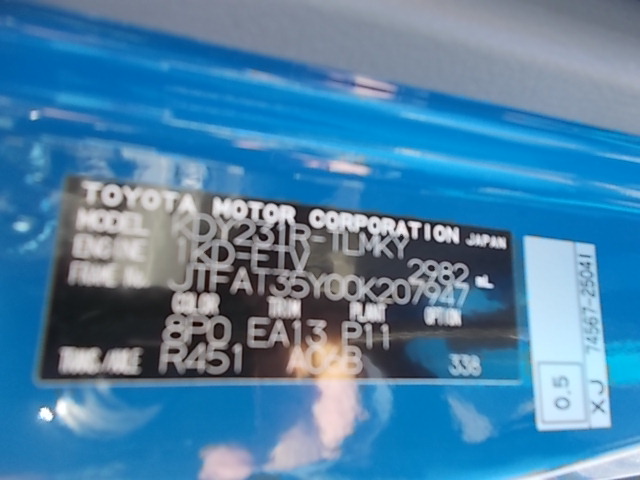 TOYOTA MOTOR CORPORATION JAPAN
MODEL KDY231R-TLMKY
ENGINE 1KD-FTV 2982 mL
FRAME No. JTFAT35Y00K207947
COLOR TRIM PLANT OPTION
8P0 EA13 P11
TRANS/AXLE R451 338
74567-25041
0.5 XJ